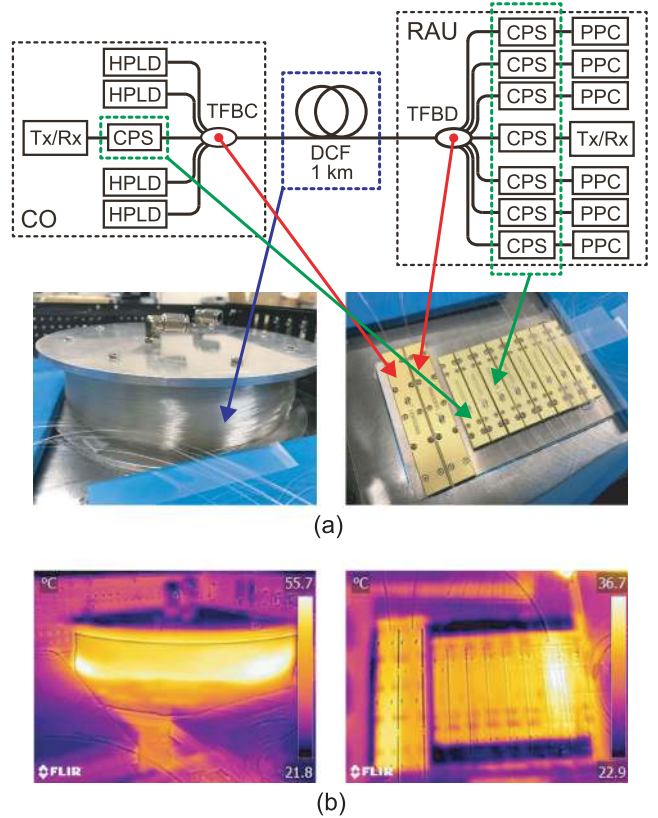 RAU
CPS PPC
HPLD CPS PPC
HPLD CPS PPC
TFBC TFBD
Tx/Rx CPS CPS Tx/Rx
DCF
1 km
HPLD CPS PPC
HPLD CPS PPC
CO
CPS PPC
(a)
ºC 55.7 ºC 36.7
FLIR 21.8 FLIR 22.9
(b)